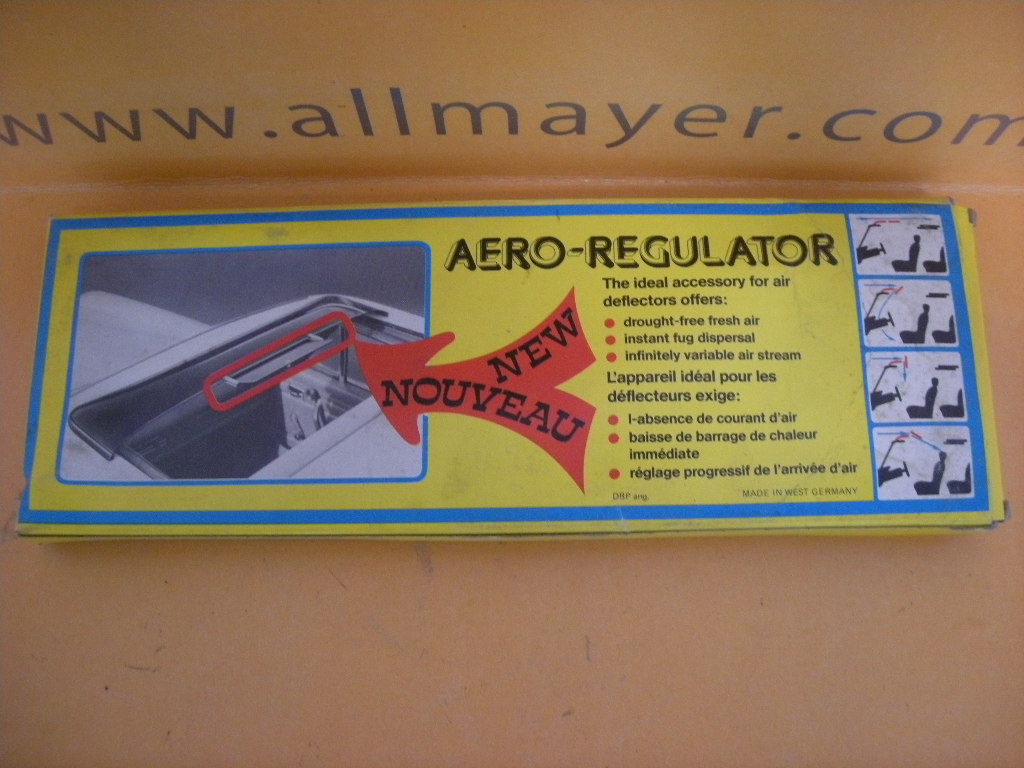 www.allmayer.com
AERO-REGULATOR
The ideal accessory for air
deflectors offers:
drought-free fresh air
instant fug dispersal
infinitely variable air stream
NEW
NOUVEAU
L'appareil idéal pour les
déflecteurs exige:
l-absence de courant d'air
baisse de barrage de chaleur
immédiate
réglage progressif de l'arrivée d'air
DBP ang.
MADE IN WEST GERMANY